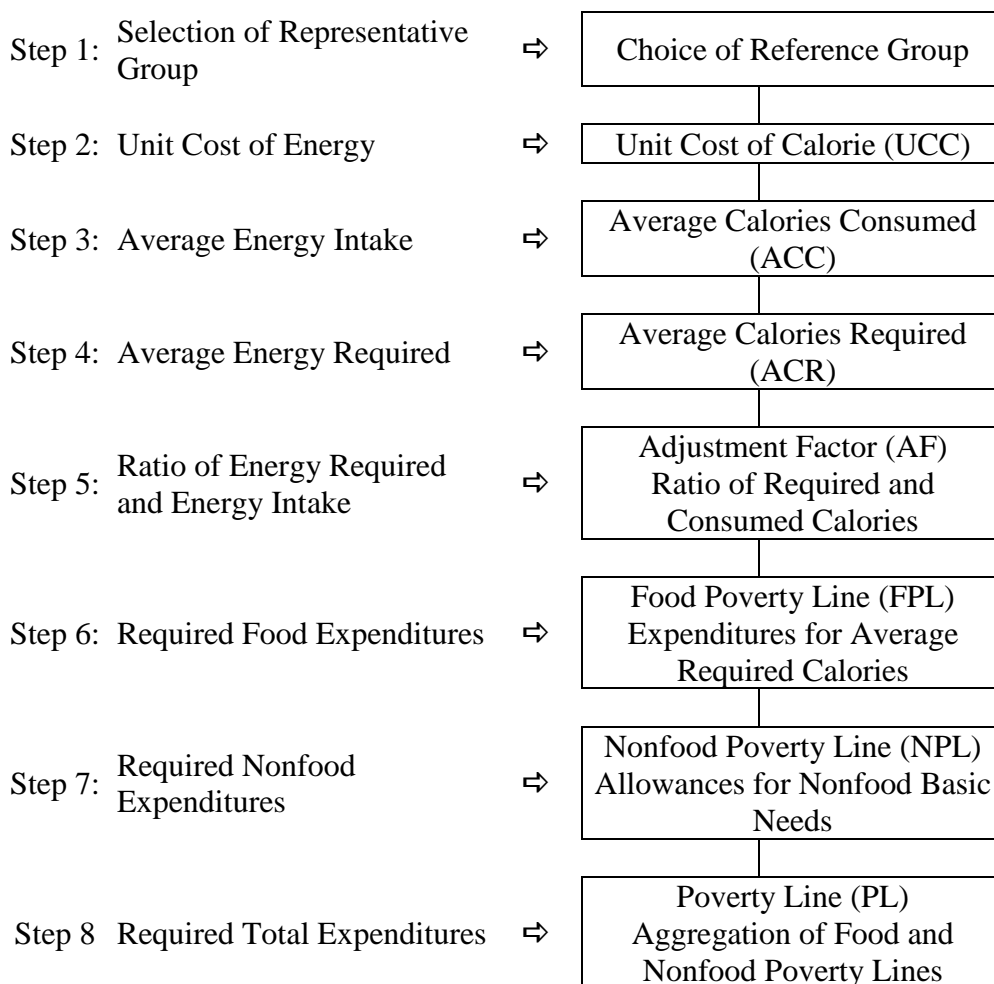 Step 1: Selection of Representative
Group
⇨
Choice of Reference Group
Step 2: Unit Cost of Energy ⇨ Unit Cost of Calorie (UCC)
Step 3: Average Energy Intake ⇨
Average Calories Consumed
(ACC)
Step 4: Average Energy Required ⇨
Average Calories Required
(ACR)
Step 5: Ratio of Energy Required
and Energy Intake
⇨
Adjustment Factor (AF)
Ratio of Required and
Consumed Calories
Step 6: Required Food Expenditures ⇨
Food Poverty Line (FPL)
Expenditures for Average
Required Calories
Step 7: Required Nonfood
Expenditures
⇨
Nonfood Poverty Line (NPL)
Allowances for Nonfood Basic
Needs
Step 8 Required Total Expenditures ⇨
Poverty Line (PL)
Aggregation of Food and
Nonfood Poverty Lines